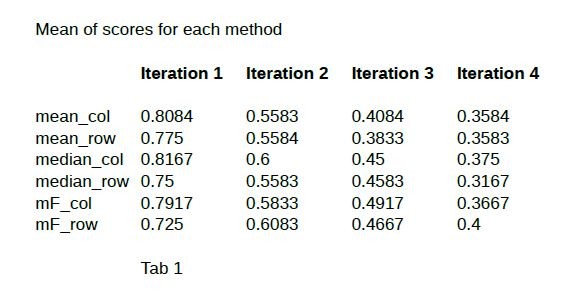 Mean of scores for each method
Iteration 1 Iteration 2 Iteration 3 Iteration 4
mean_col 0.8084 0.5583 0.4084 0.3584
mean_row 0.775 0.5584 0.3833 0.3583
median_col 0.8167 0.6 0.45 0.375
median_row 0.75 0.5583 0.4583 0.3167
mF_col 0.7917 0.5833 0.4917 0.3667
mF_row 0.725 0.6083 0.4667 0.4
Tab 1